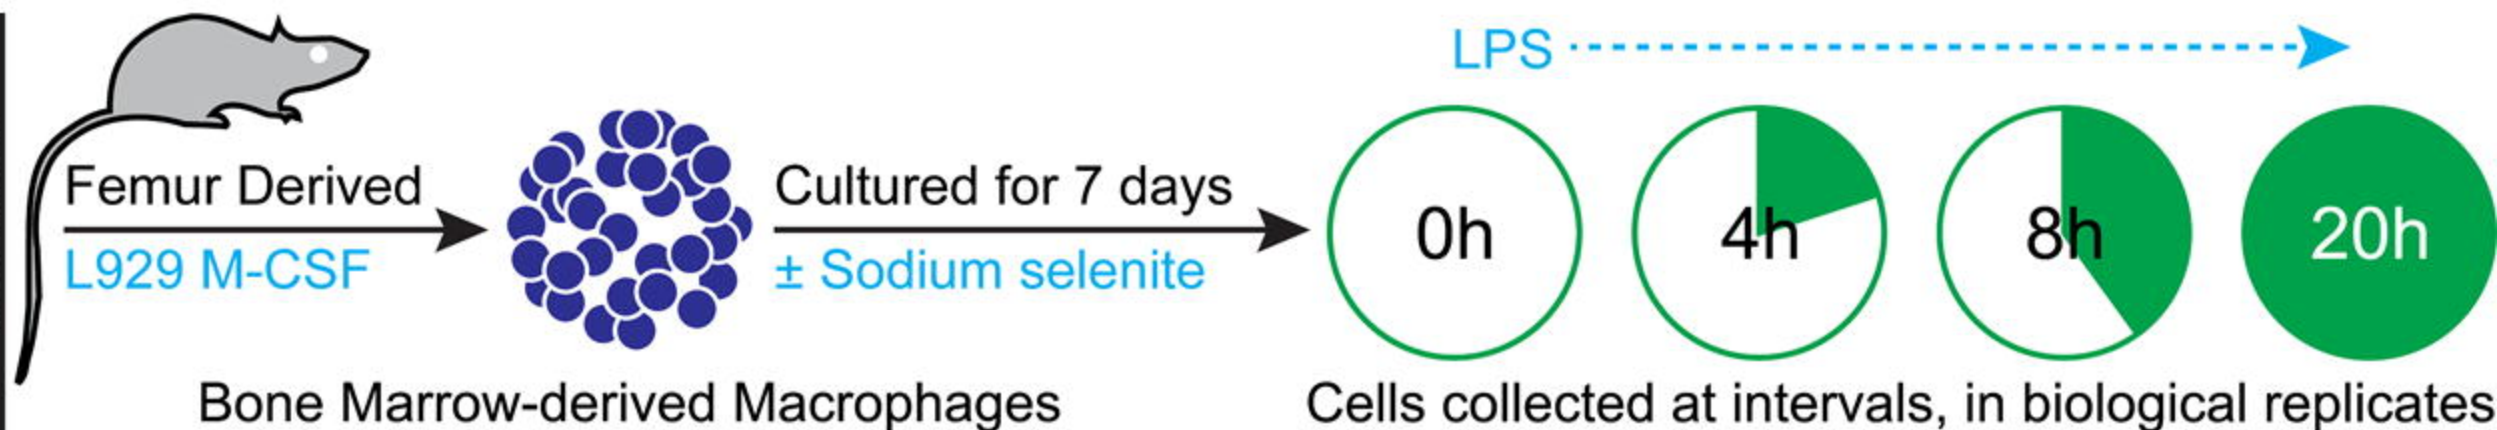 LPS
Femur Derived
L929 M-CSF
Cultured for 7 days
± Sodium selenite
0h
4h
8h
20h
Bone Marrow-derived Macrophages
Cells collected at intervals, in biological replicates